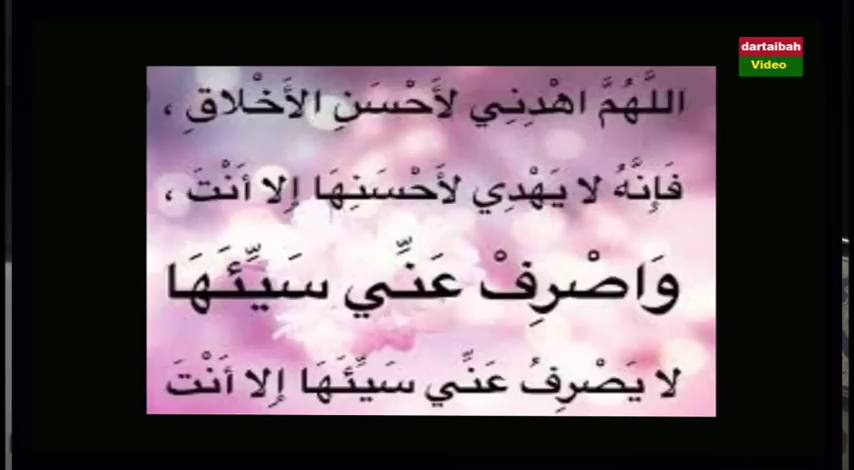 dartaibah
Video
اللَّهُمَّ اهْدِنِي لأَحْسَنِ الأَخْلاقِ ،
فَإِنَّهُ لا يَهْدِي لأَحْسَنِهَا إِلا أَنْتَ ،
وَاصْرِفْ عَنِّي سَيِّئَهَا
لا يَصْرِفُ عَنِّي سَيِّئَهَا إِلا أَنْتَ